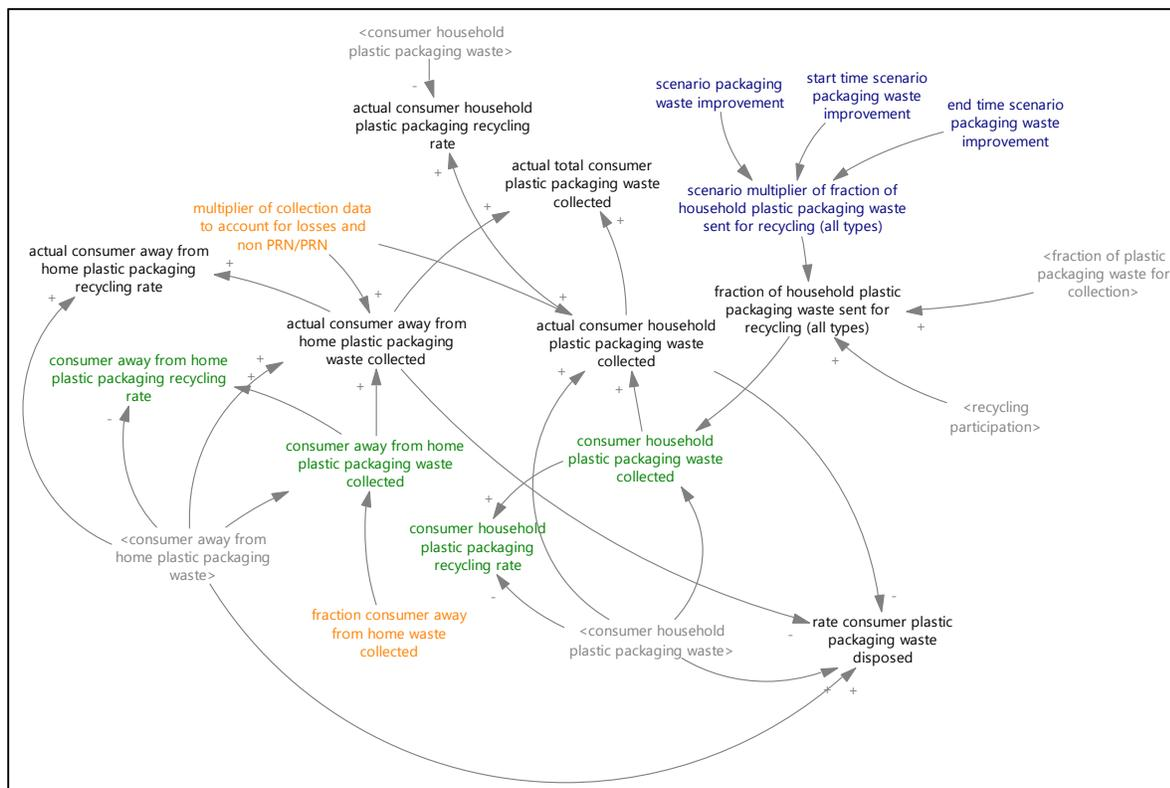 <consumer household
plastic packaging waste>
-
actual consumer household
plastic packaging recycling
rate
+
scenario packaging
waste improvement
start time scenario
packaging waste
improvement
end time scenario
packaging waste
improvement
actual total consumer
plastic packaging waste
collected
+
+
scenario multiplier of fraction of
household plastic packaging waste
sent for recycling (all types)
multiplier of collection data
to account for losses and
non PRN/PRN
actual consumer away from
home plastic packaging
recycling rate
+
+
<fraction of plastic
packaging waste for
collection>
+
fraction of household plastic
packaging waste sent for
recycling (all types)
+
+
+
actual consumer away from
home plastic packaging
waste collected
+
+
+
actual consumer household
plastic packaging waste
collected
+
+
consumer away from home
plastic packaging recycling
rate
-
<recycling
participation>
consumer away from home
plastic packaging waste
collected
consumer household
plastic packaging waste
collected
+
consumer household
plastic packaging
recycling rate
-
<consumer away from
home plastic packaging
waste>
fraction consumer away
from home waste
collected
<consumer household
plastic packaging waste>
-
-
rate consumer plastic
packaging waste
disposed
+
+